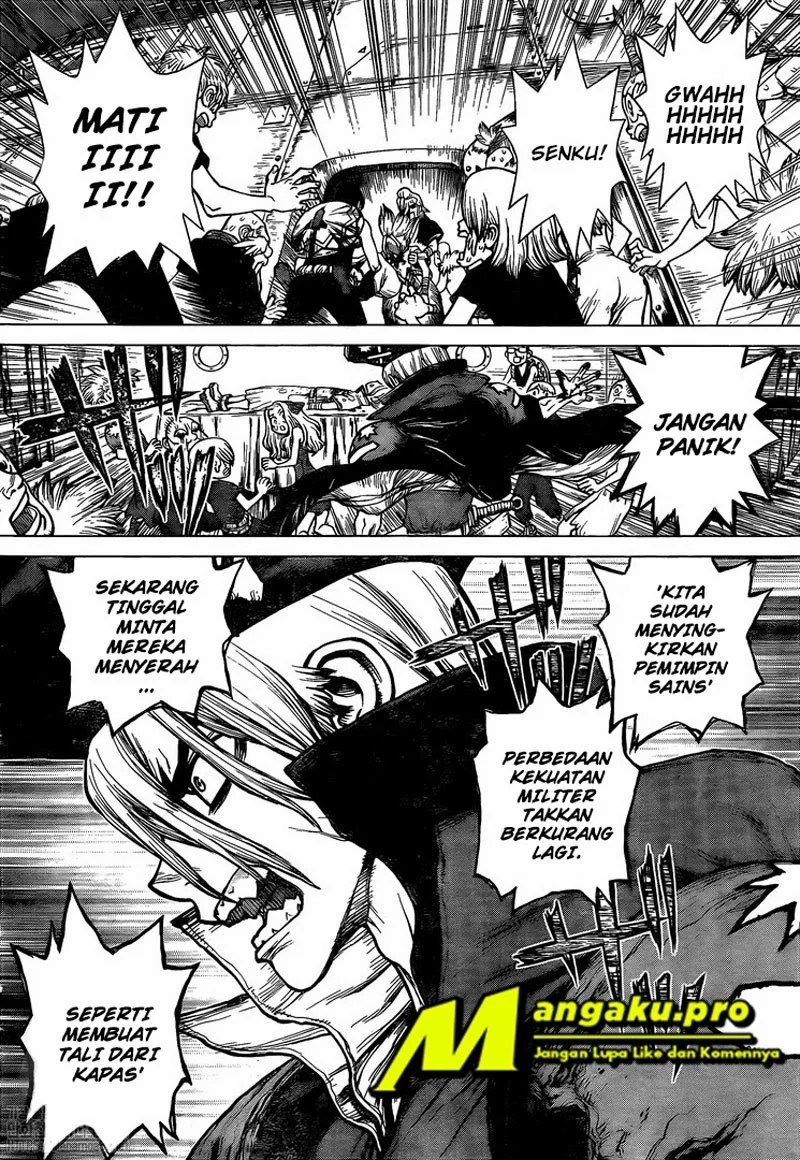 GWAHH
HHHHH
HHHHH
SENKU!
MATI
IIII
II!!
JANGAN
PANIK!
'KITA
SUDAH
MENYING-
KIRKAN
PEMIMPIN
SAINS'
SEKARANG
TINGGAL
MINTA
MEREKA
MENYERAH
...
PERBEDAAN
KEKUATAN
MILITER
TAKKAN
BERKURANG
LAGI.
SEPERTI
MEMBUAT
TALI DARI
KAPAS'
Mangaku.pro
Jangan Lupa Like dan Komennya